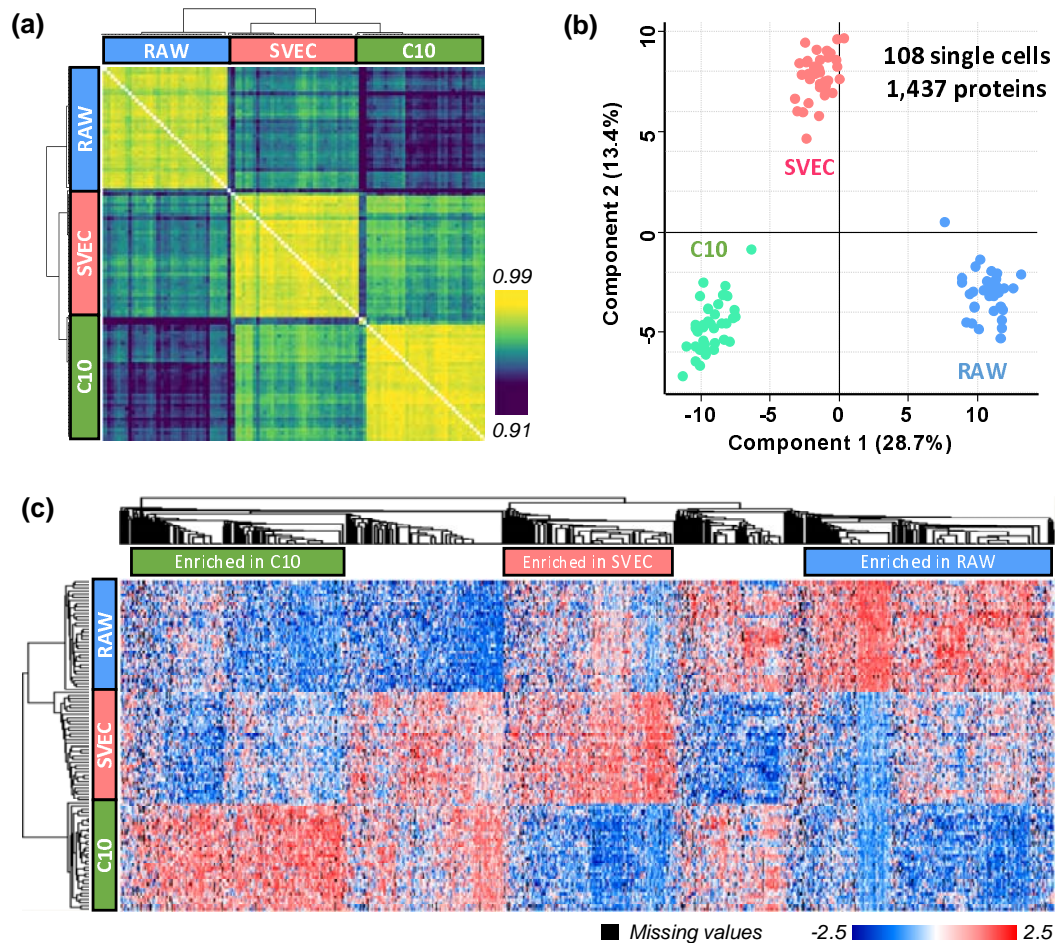 (a)
RAW SVEC C10
RAW
SVEC
C10
0.99
0.91
(b)
108 single cells
1,437 proteins
SVEC
C10
RAW
10
5
0
-5
Component 2 (13.4%)
-10 -5 0 5 10
Component 1 (28.7%)
(c)
Enriched in C10 Enriched in SVEC Enriched in RAW
RAW
SVEC
C10
Missing values -2.5 2.5